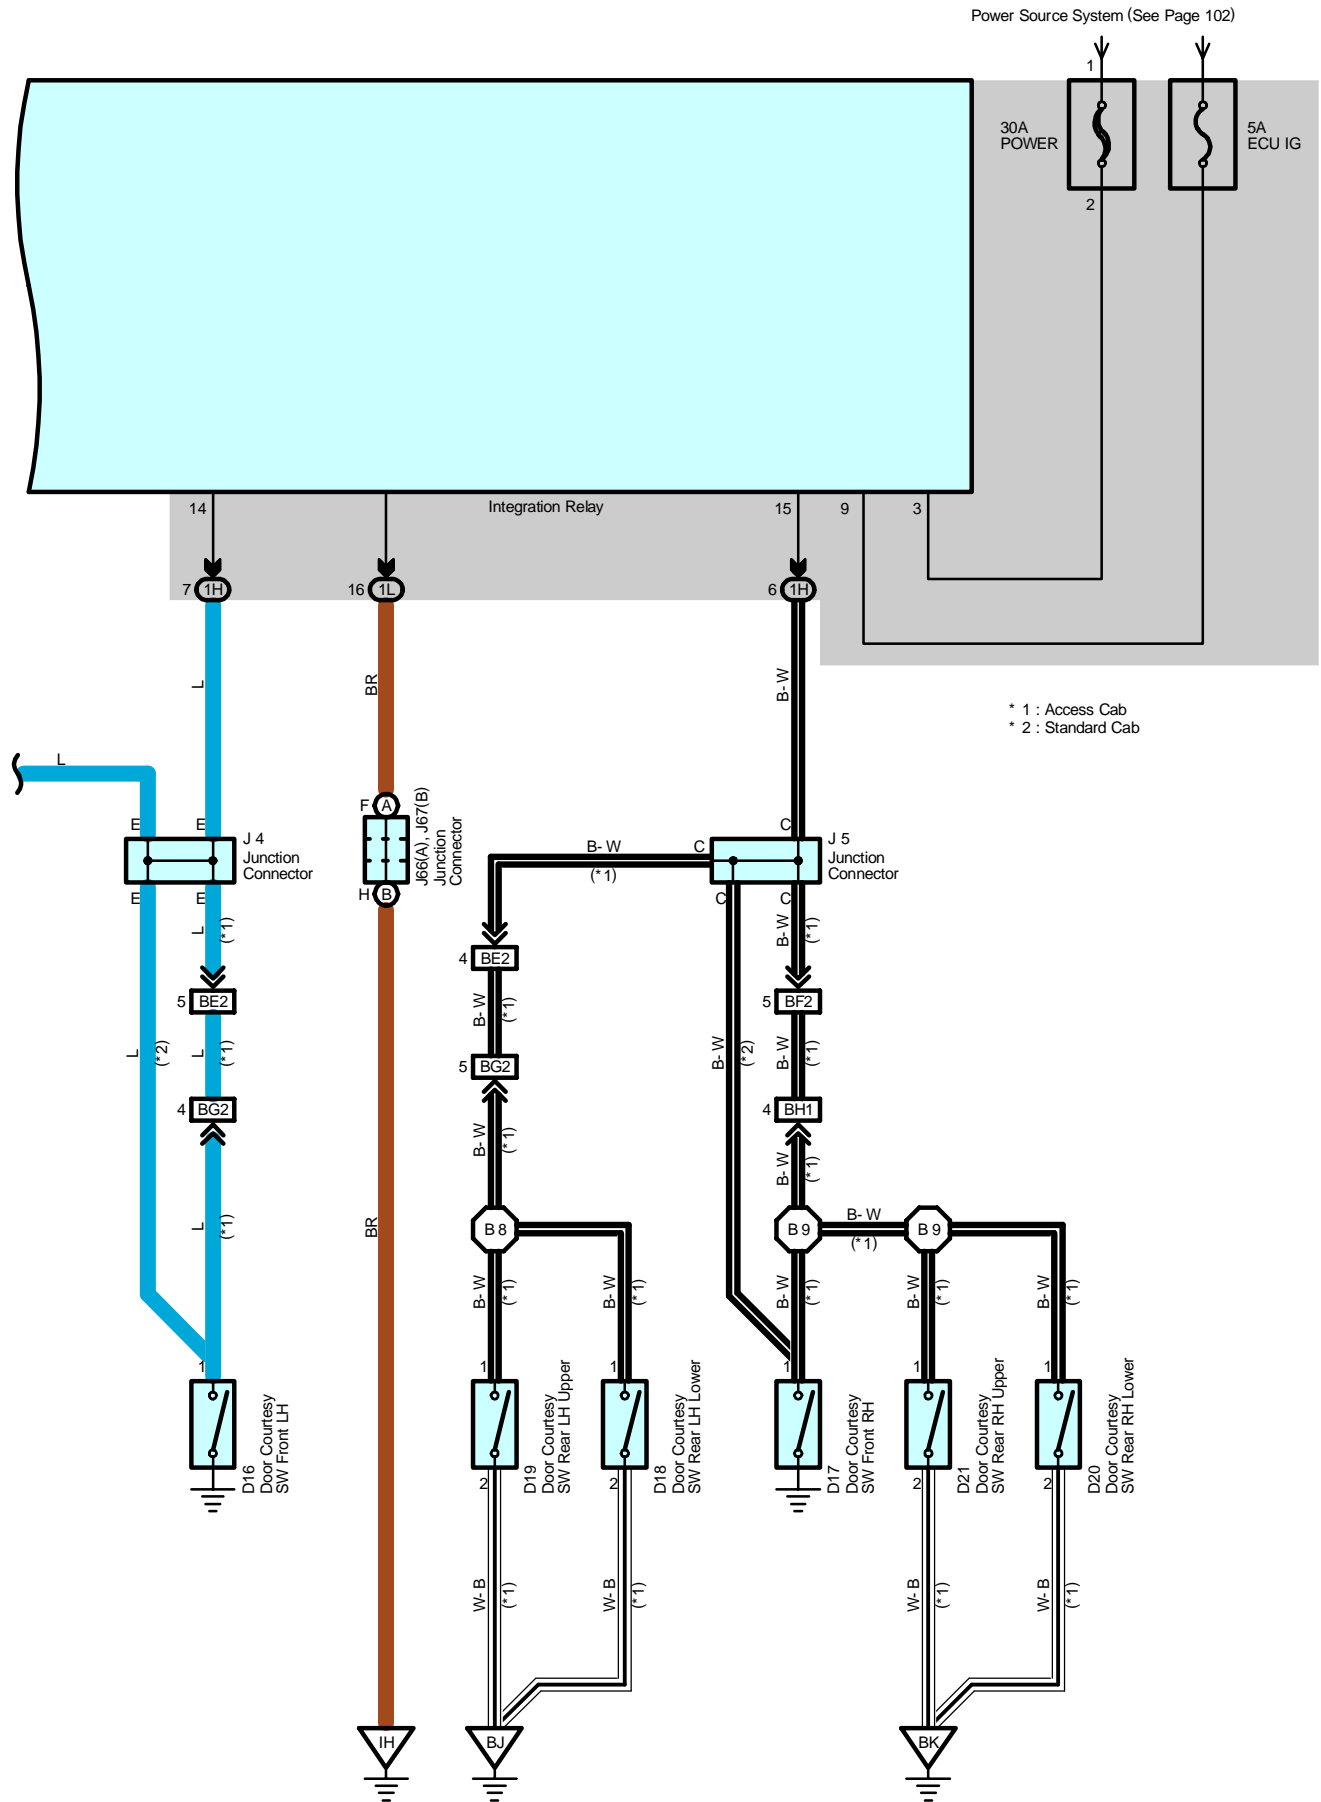 Power Source System (See Page 102)
1
30A
POWER
5A
ECU IG
2
14
Integration Relay
15
9
3
7
1H
16
1L
6
1H
L
BR
B-W
* 1 : Access Cab
* 2 : Standard Cab
L
F
A
J66(A), J67(B)
Junction
Connector
H
B
E
E
J 4
Junction
Connector
E
E
B-W
(*1)
C
C
J 5
Junction
Connector
C
C
L
(*1)
B-W
(*1)
4
BE2
5
BE2
5
BF2
B-W
(*1)
L
(*2)
L
(*1)
B-W
(*2)
B-W
(*1)
5
BG2
4
BG2
4
BH1
B-W
(*1)
B-W
(*1)
L
(*1)
BR
B 8
B 9
B-W
(*1)
B 9
B-W
(*1)
B-W
(*1)
B-W
(*1)
B-W
(*1)
B-W
(*1)
1
D16
Door Courtesy
SW Front LH
1
2
D19
Door Courtesy
SW Rear LH Upper
1
2
D18
Door Courtesy
SW Rear LH Lower
1
D17
Door Courtesy
SW Front RH
1
2
D21
Door Courtesy
SW Rear RH Upper
1
2
D20
Door Courtesy
SW Rear RH Lower
W-B
(*1)
W-B
(*1)
W-B
(*1)
W-B
(*1)
IH
BJ
BK